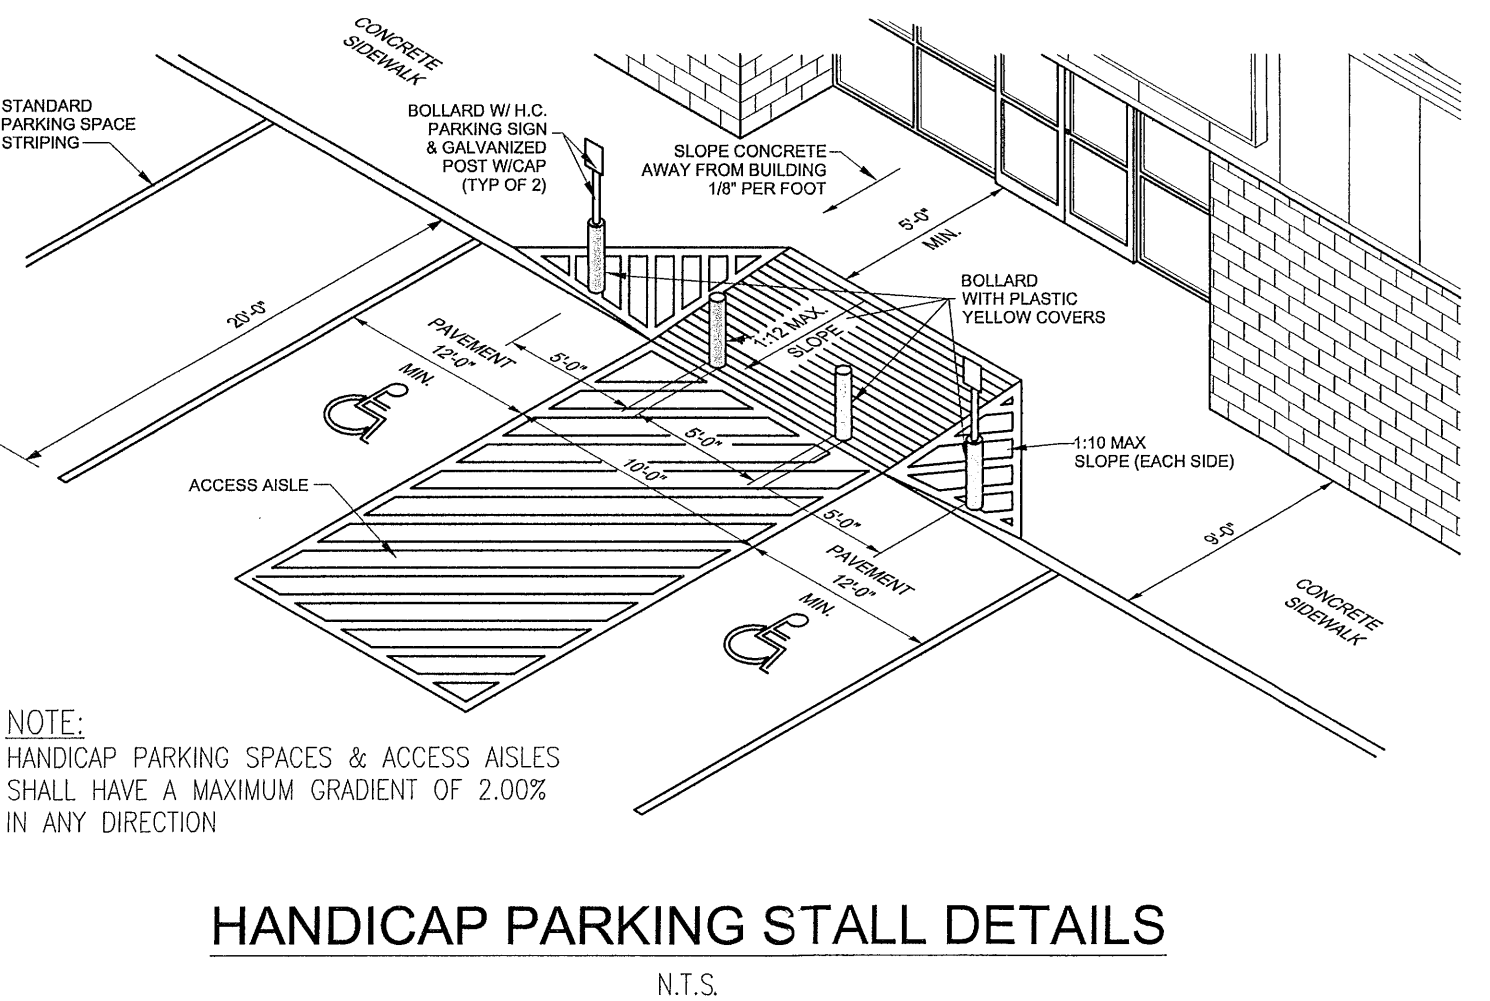 CONCRETE
SIDEWALK
STANDARD
PARKING SPACE
STRIPING
BOLLARD W/ H.C.
PARKING SIGN
& GALVANIZED
POST W/CAP
(TYP OF 2)
SLOPE CONCRETE
AWAY FROM BUILDING
1/8" PER FOOT
5'-0"
MIN.
BOLLARD
WITH PLASTIC
YELLOW COVERS
20'-0"
PAVEMENT
12'-0"
MIN.
5'-0"
1:12 MAX.
SLOPE
5'-0"
10'-0"
1:10 MAX
SLOPE (EACH SIDE)
ACCESS AISLE
5'-0"
9'-0"
PAVEMENT
12'-0"
MIN.
CONCRETE
SIDEWALK
NOTE:
HANDICAP PARKING SPACES & ACCESS AISLES
SHALL HAVE A MAXIMUM GRADIENT OF 2.00%
IN ANY DIRECTION
HANDICAP PARKING STALL DETAILS
N.T.S.